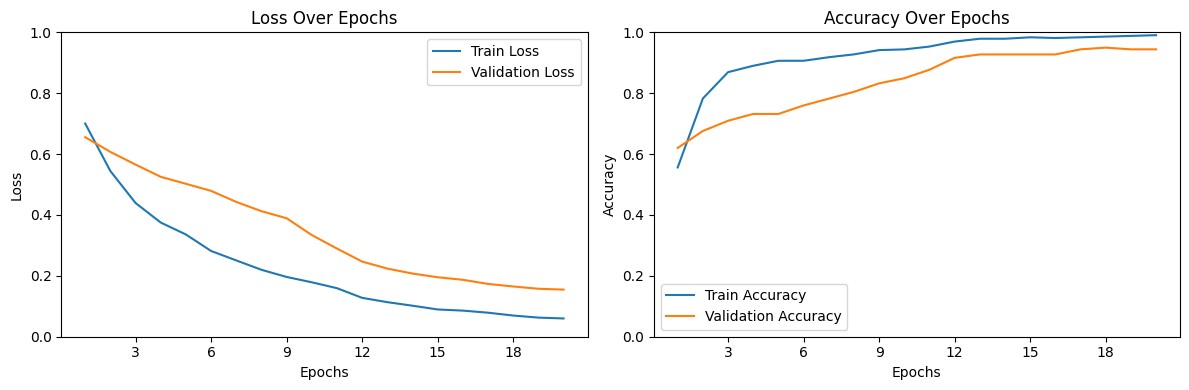 Loss Over Epochs
1.0
0.8
0.6
0.4
0.2
0.0
Loss
Train Loss
Validation Loss
3 6 9 12 15 18
Epochs
Accuracy Over Epochs
1.0
0.8
0.6
0.4
0.2
0.0
Accuracy
Train Accuracy
Validation Accuracy
3 6 9 12 15 18
Epochs